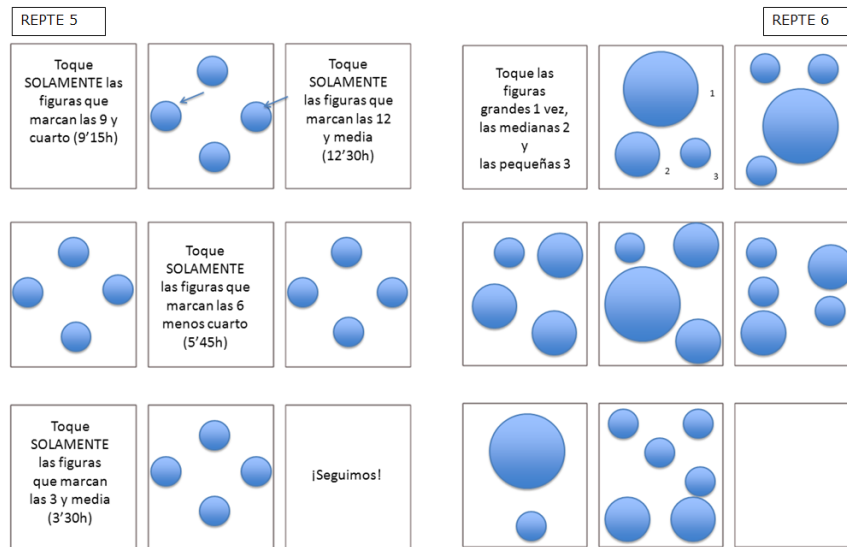 REPTE 5
Toque
SOLAMENTE las
figuras que
marcan las 9 y
cuarto (9’15h)
Toque
SOLAMENTE
las figuras que
marcan las 12
y media
(12’30h)
Toque
SOLAMENTE
las figuras que
marcan las 6
menos cuarto
(5’45h)
Toque
SOLAMENTE
las figuras
que marcan
las 3 y media
(3’30h)
¡Seguimos!
REPTE 6
Toque las
figuras
grandes 1 vez,
las medianas 2
y
las pequeñas 3
1
2
3